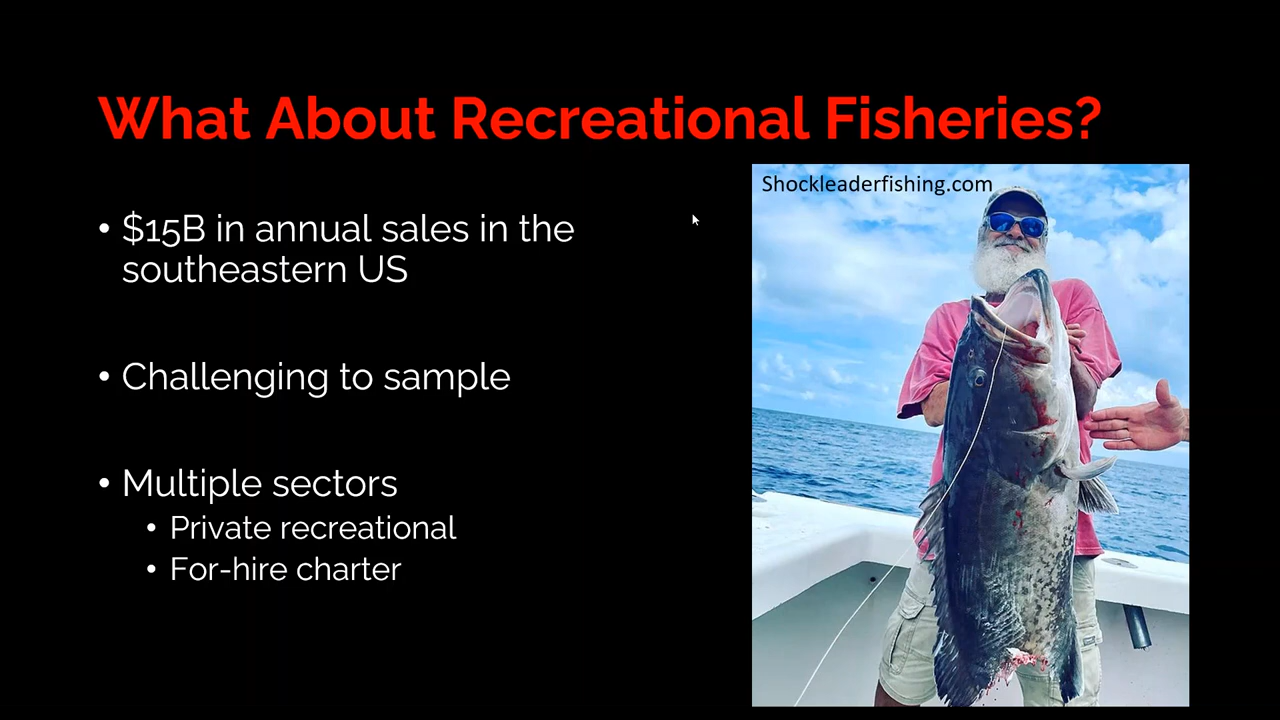 What About Recreational Fisheries?
Shockleaderfishing.com
• $15B in annual sales in the
southeastern US
• Challenging to sample
• Multiple sectors
• Private recreational
• For-hire charter